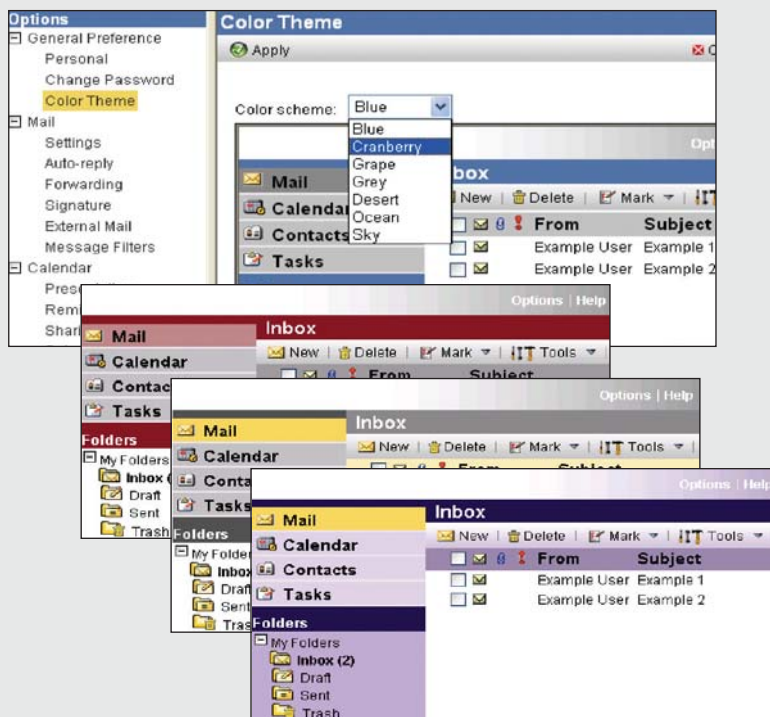 Options
General Preference
Personal
Change Password
Color Theme
Mail
Settings
Auto-reply
Forwarding
Signature
External Mail
Message Filters
Calendar
Color Theme
Apply
Color scheme: Blue
Blue
Cranberry
Grape
Grey
Desert
Ocean
Sky
Mail
Contacts
Tasks
New | Delete | Mark
From Subject
Example User Example 1
Example User Example 2
Options | Help
Mail
Calendar
Tasks
Inbox
New | Delete | Mark | Tools
From Subject
Folders
My Folders
Draft
Sent
Trash
Options | Help
Mail
Calendar
Tasks
Inbox
New | Delete | Mark | Tools
Folders
Options | Help
Mail
Calendar
Contacts
Tasks
Inbox
New | Delete | Mark | Tools
From Subject
Example User Example 1
Example User Example 2
Folders
My Folders
Inbox (2)
Draft
Sent
Trash